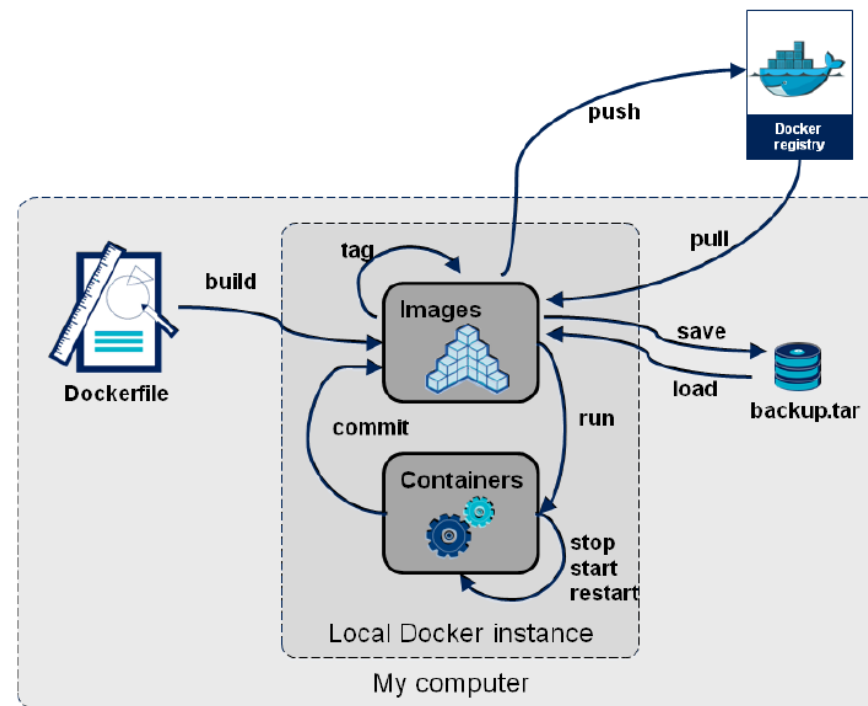 push
Docker
registry
pull
tag
build
Images
save
Dockerfile
load
backup.tar
commit
run
Containers
stop
start
restart
Local Docker instance
My computer